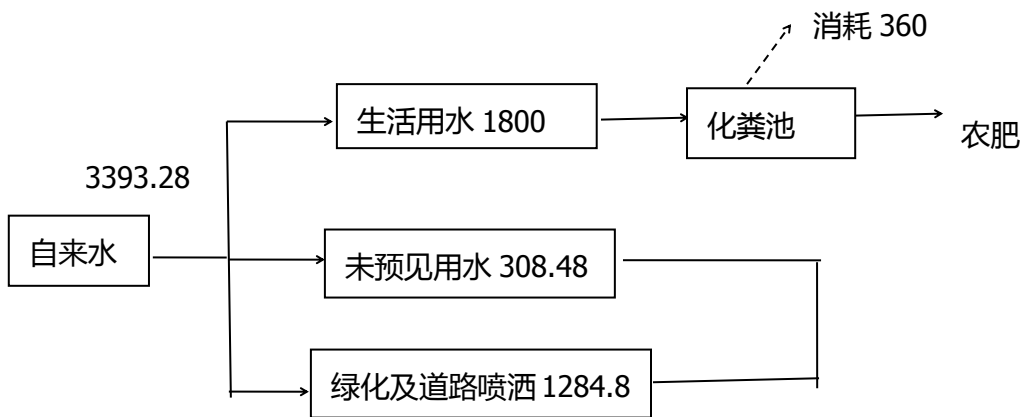 消耗 360
生活用水 1800
化粪池
农肥
3393.28
自来水
未预见用水 308.48
绿化及道路喷洒 1284.8